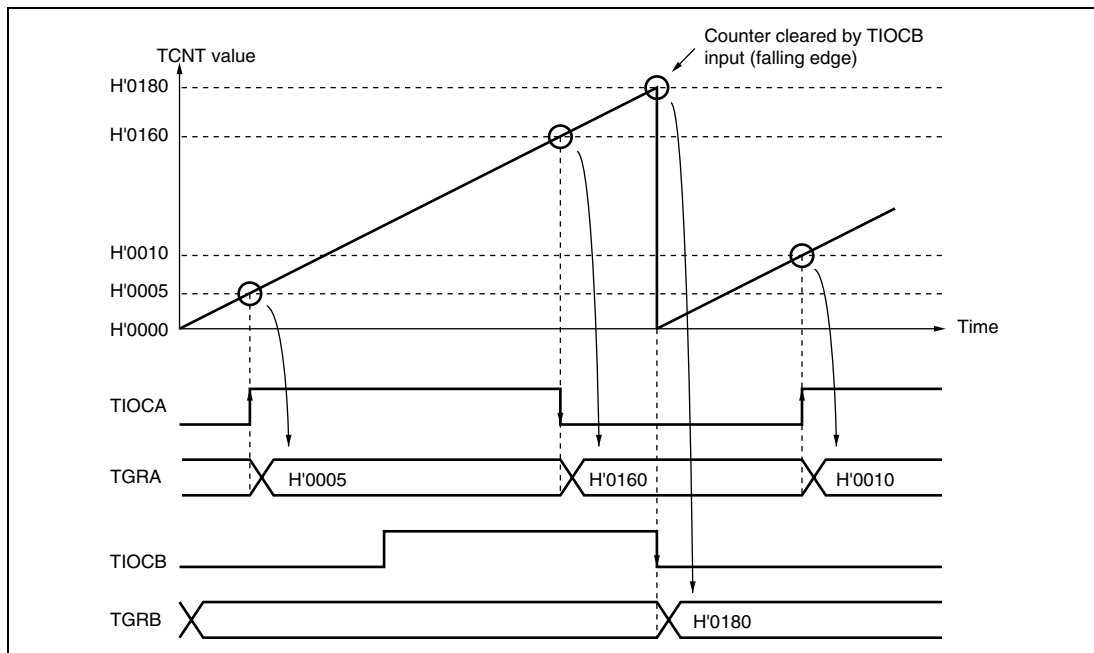 Counter cleared by TIOCB
input (falling edge)
TCNT value
H'0180
H'0160
H'0010
H'0005
H'0000
Time
TIOCA
TGRA
H'0005
H'0160
H'0010
TIOCB
TGRB
H'0180